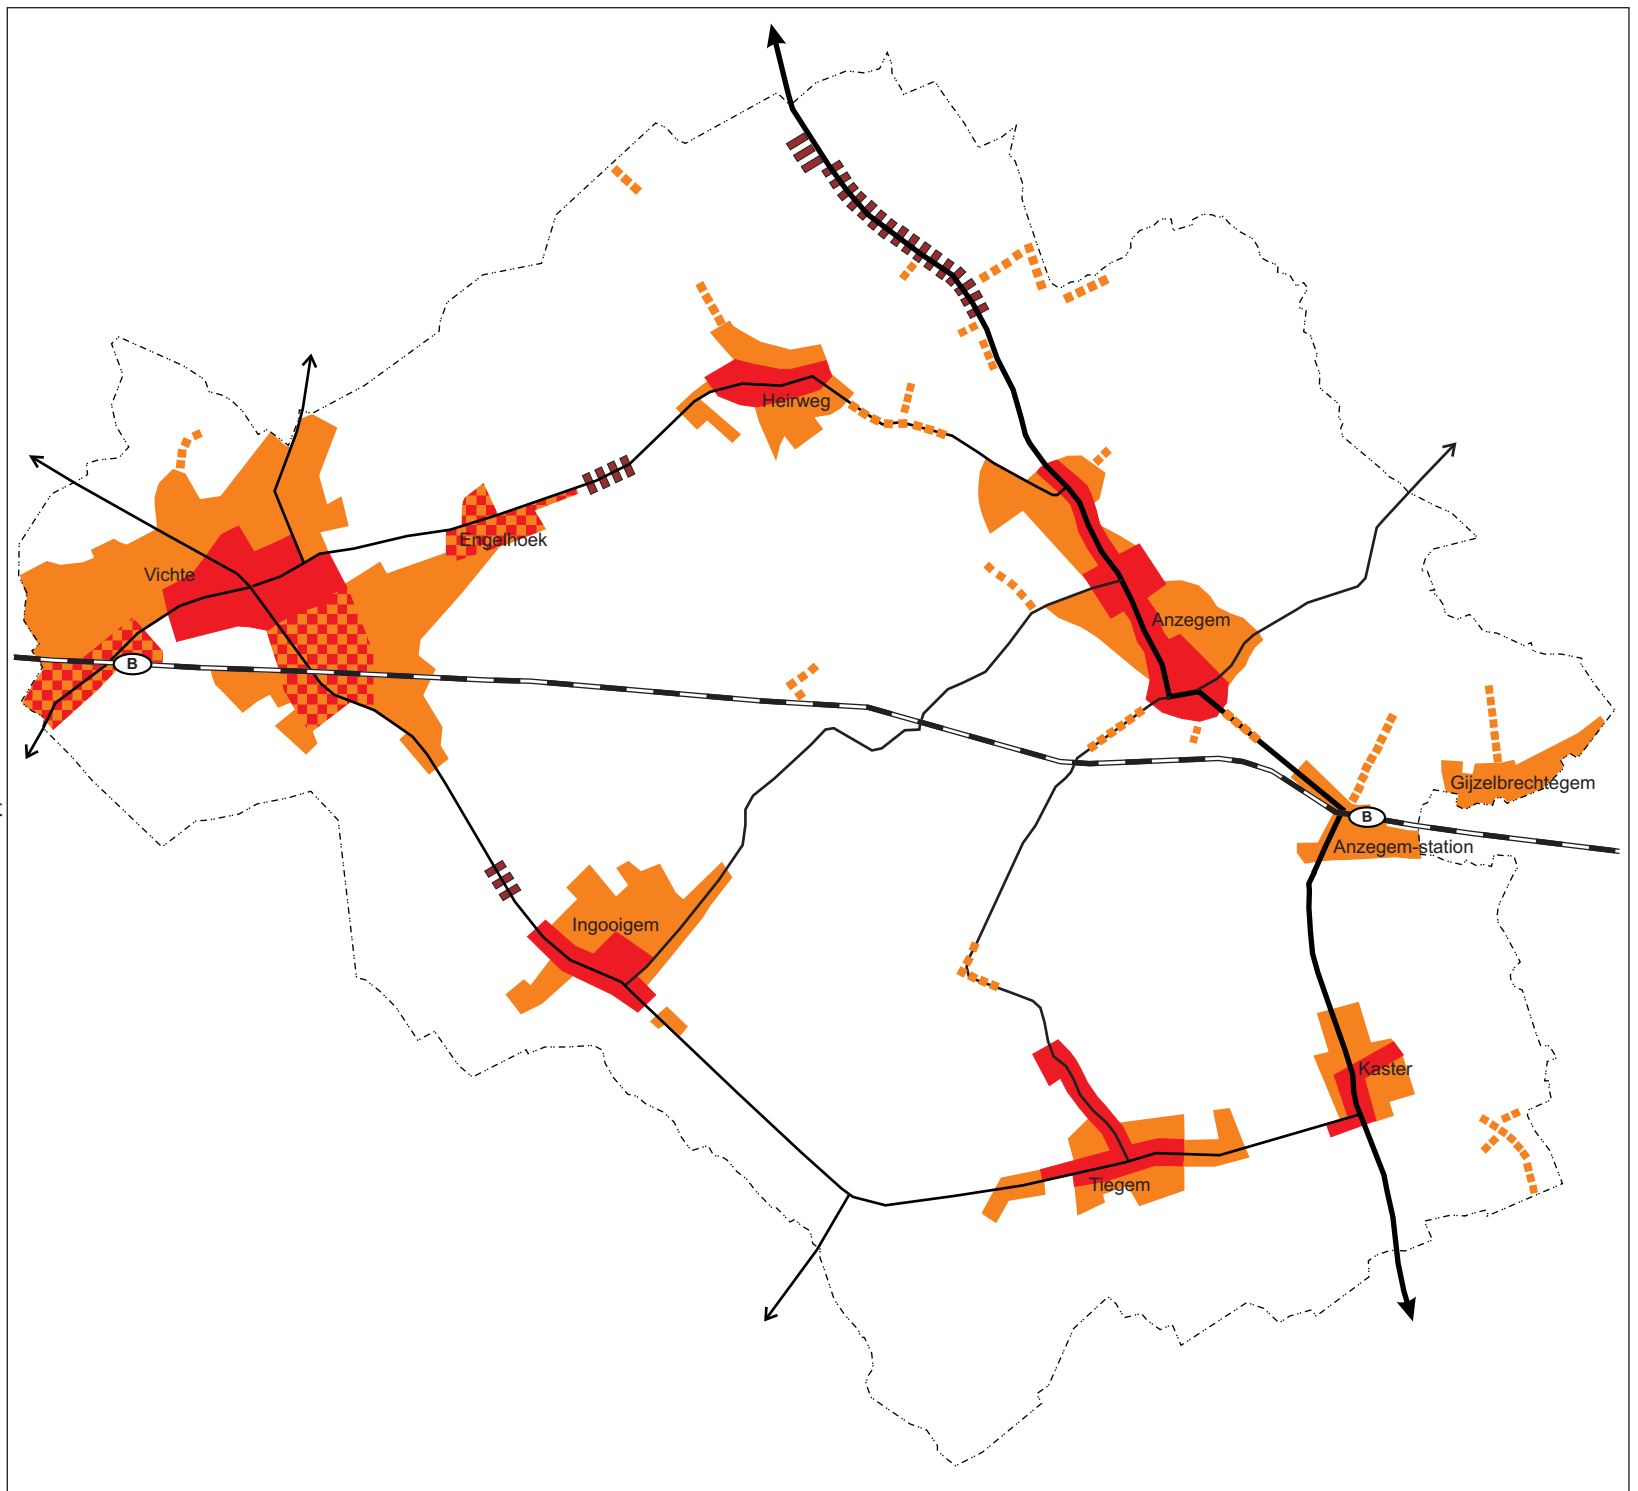 Heirweg
Engelhoek
Vichte
Anzegem
B
Gijzelbrechtegem
B
Anzegem-station
Ingooigem
Kaster
Tiegem